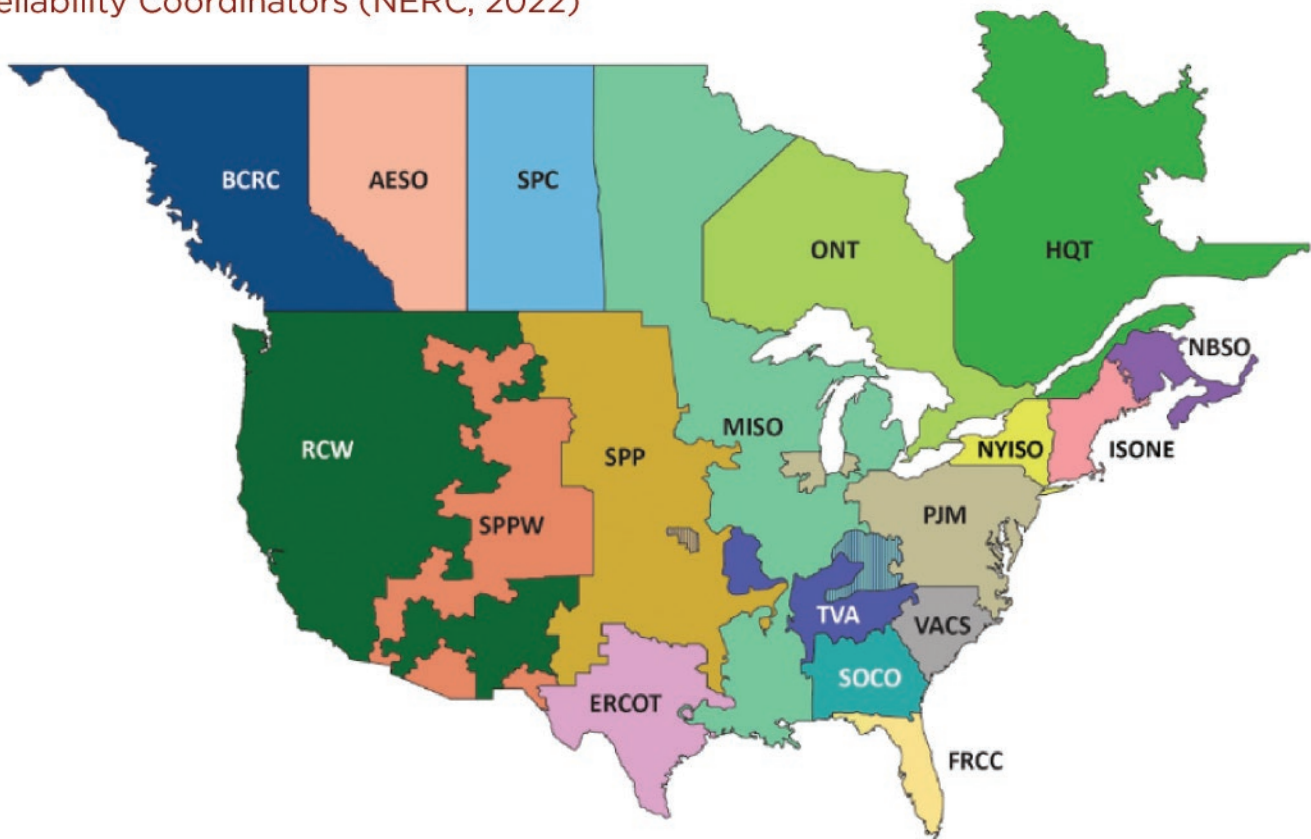 Reliability Coordinators (NERC, 2022)
BCRC
AESO
SPC
ONT
HQT
NBSO
RCW
MISO
SPP
NYISO
ISONE
SPPW
PJM
TVA
VACS
SOCO
ERCOT
FRCC